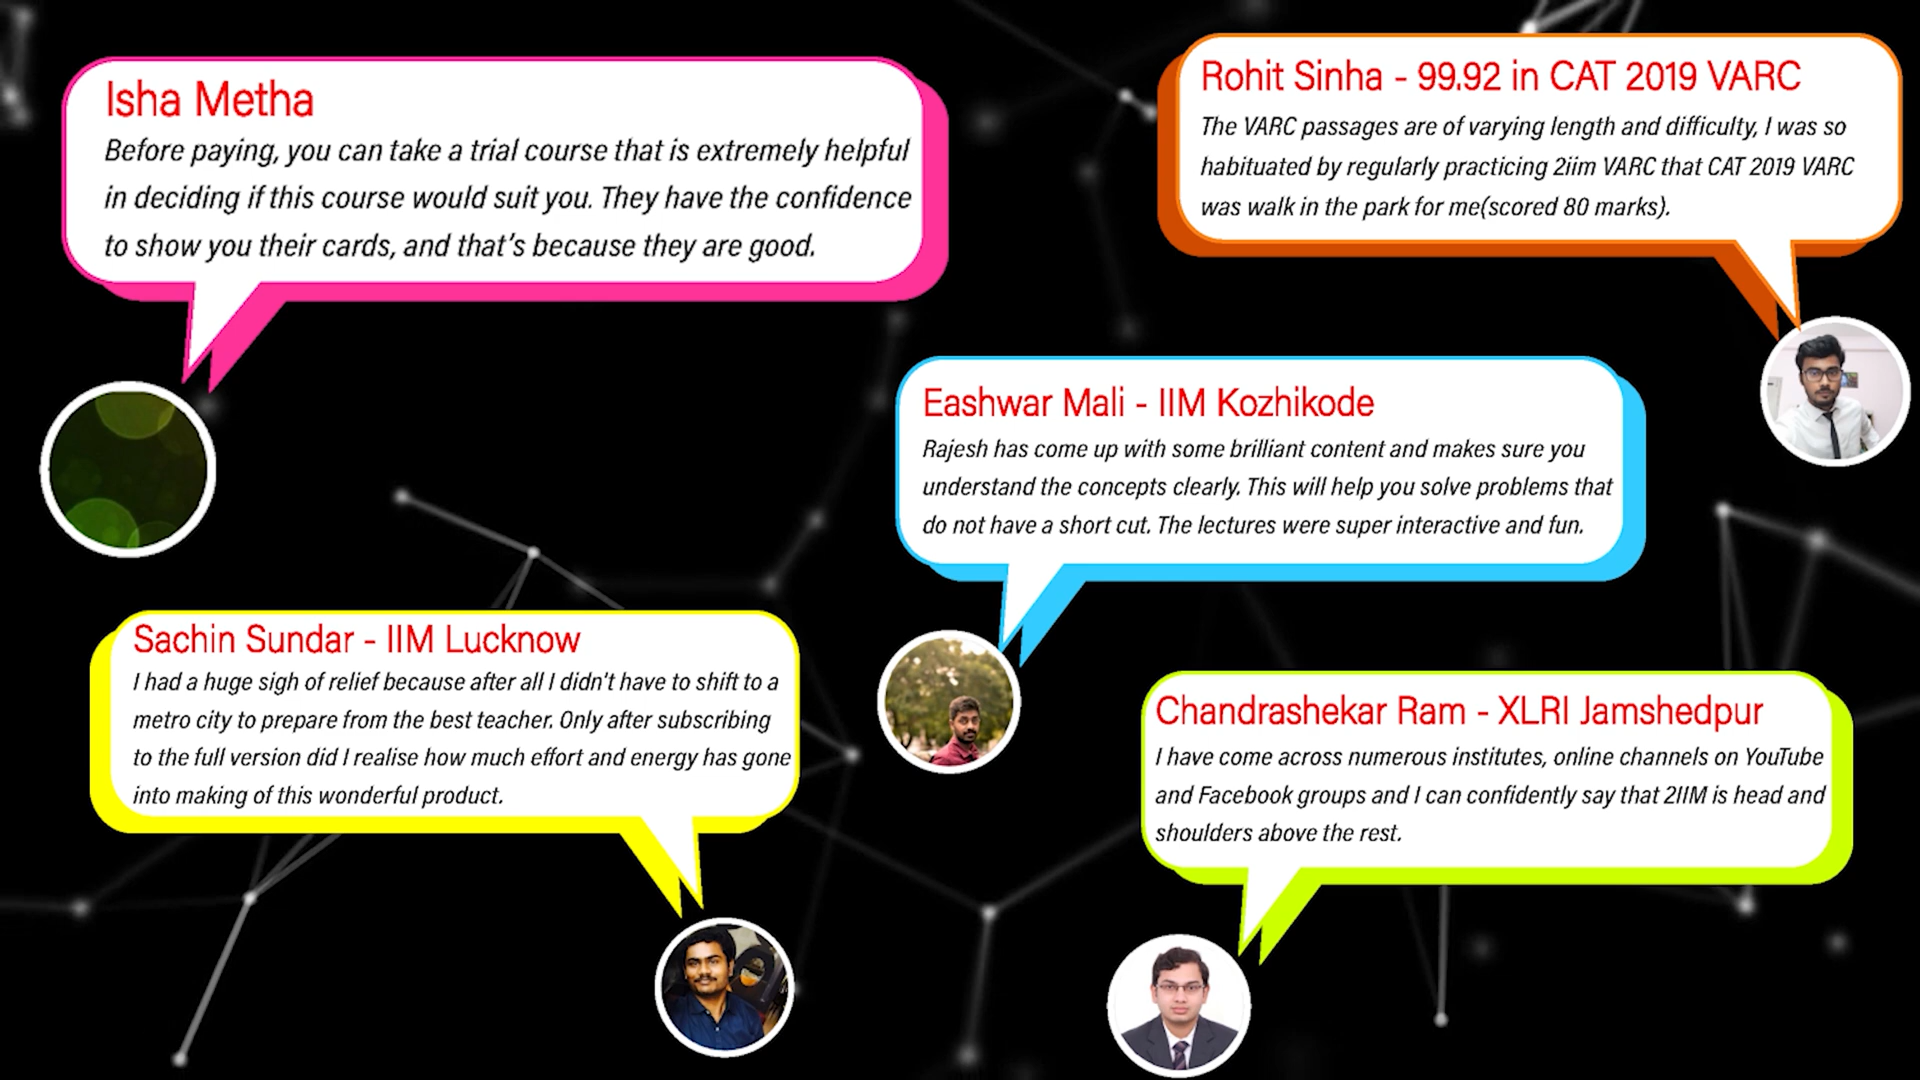 Isha Metha
Before paying, you can take a trial course that is extremely helpful
in deciding if this course would suit you. They have the confidence
to show you their cards, and that's because they are good.
Rohit Sinha - 99.92 in CAT 2019 VARC
The VARC passages are of varying length and difficulty, I was so
habituated by regularly practicing 2iim VARC that CAT 2019 VARC
was walk in the park for me(scored 80 marks).
Eashwar Mali - IIM Kozhikode
Rajesh has come up with some brilliant content and makes sure you
understand the concepts clearly. This will help you solve problems that
do not have a short cut. The lectures were super interactive and fun.
Sachin Sundar - IIM Lucknow
I had a huge sigh of relief because after all I didn't have to shift to a
metro city to prepare from the best teacher. Only after subscribing
to the full version did I realise how much effort and energy has gone
into making of this wonderful product.
Chandrashekar Ram - XLRI Jamshedpur
I have come across numerous institutes, online channels on YouTube
and Facebook groups and I can confidently say that 2IIM is head and
shoulders above the rest.